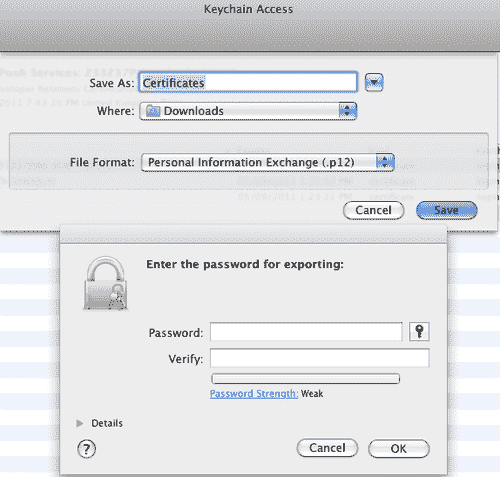 Keychain Access
Save As: Certificates
Where: Downloads
File Format: Personal Information Exchange (.p12)
Cancel Save
Enter the password for exporting:
Password:
Verify:
Password Strength: Weak
Details
? Cancel OK